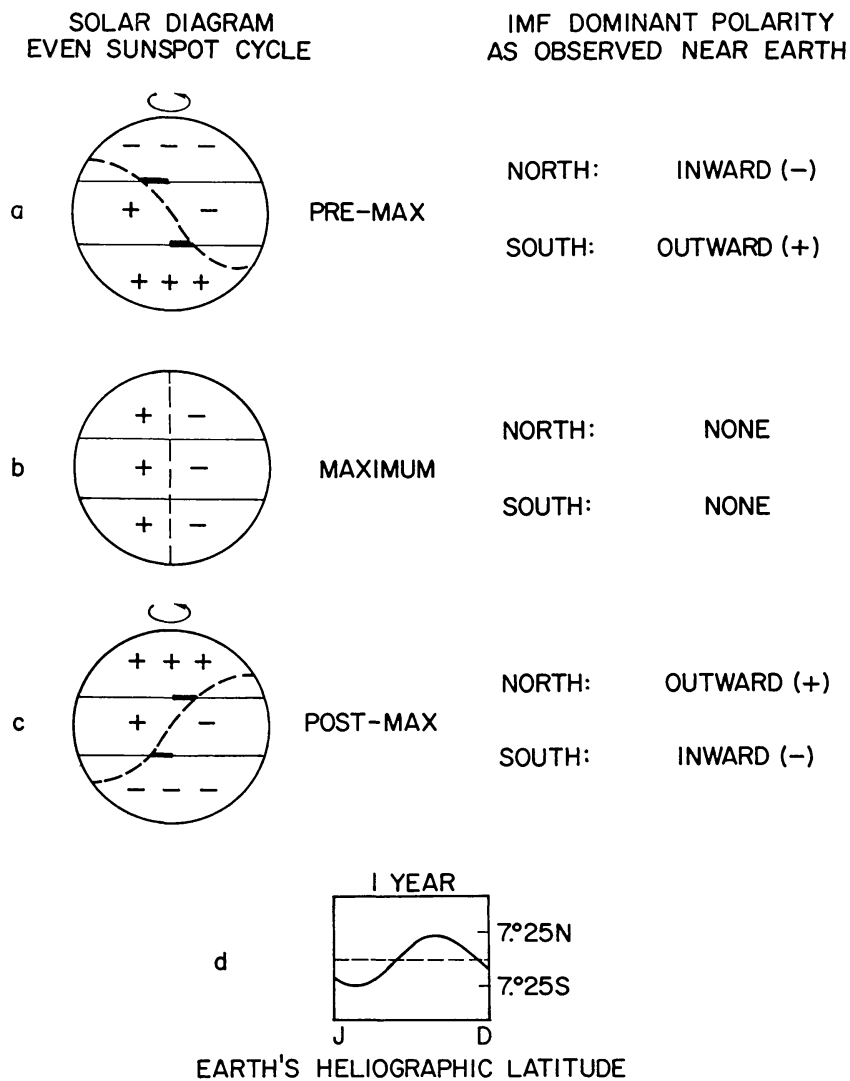 SOLAR DIAGRAM
EVEN SUNSPOT CYCLE
IMF DOMINANT POLARITY
AS OBSERVED NEAR EARTH
a
- - -
+ -
+ + +
PRE-MAX
NORTH: INWARD (-)
SOUTH: OUTWARD (+)
b
+ -
+ -
+ -
MAXIMUM
NORTH: NONE
SOUTH: NONE
c
+ + +
+ -
- - -
POST-MAX
NORTH: OUTWARD (+)
SOUTH: INWARD (-)
d
1 YEAR
7°.25N
7°.25S
J D
EARTH'S HELIOGRAPHIC LATITUDE